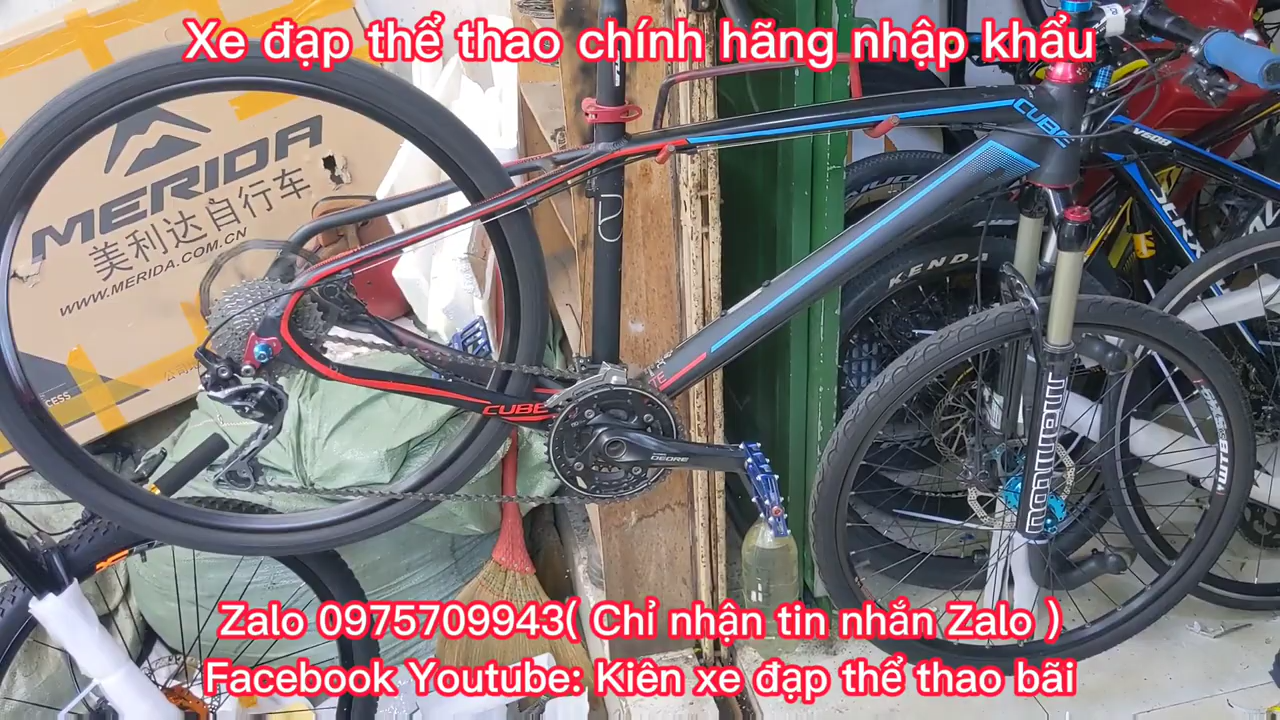 Xe đạp thể thao chính hãng nhập khẩu
MERIDA
美利达自行车
WWW.MERIDA.COM.CN
CUBE
V608
KENDA
CUBE
DEORE
manitou
Zalo 0975709943( Chỉ nhận tin nhắn Zalo )
Facebook Youtube: Kiên xe đạp thể thao bãi